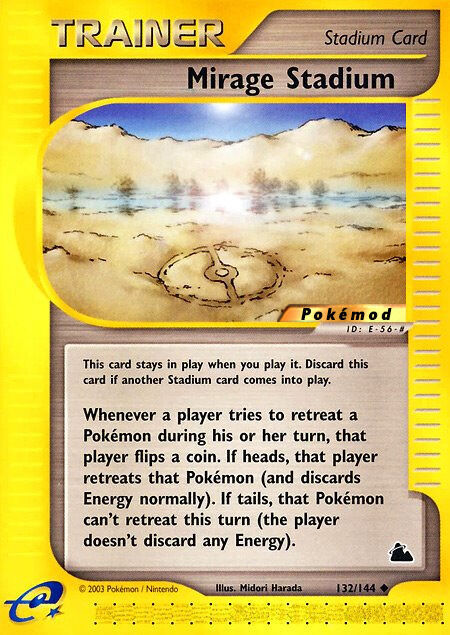 TRAINER
Stadium Card
Mirage Stadium
Pokémod
ID: E-56-#
This card stays in play when you play it. Discard this
card if another Stadium card comes into play.
Whenever a player tries to retreat a
Pokémon during his or her turn, that
player flips a coin. If heads, that player
retreats that Pokémon (and discards
Energy normally). If tails, that Pokémon
can't retreat this turn (the player
doesn't discard any Energy).
© 2003 Pokémon / Nintendo
Illus. Midori Harada
132/144 ◆
e